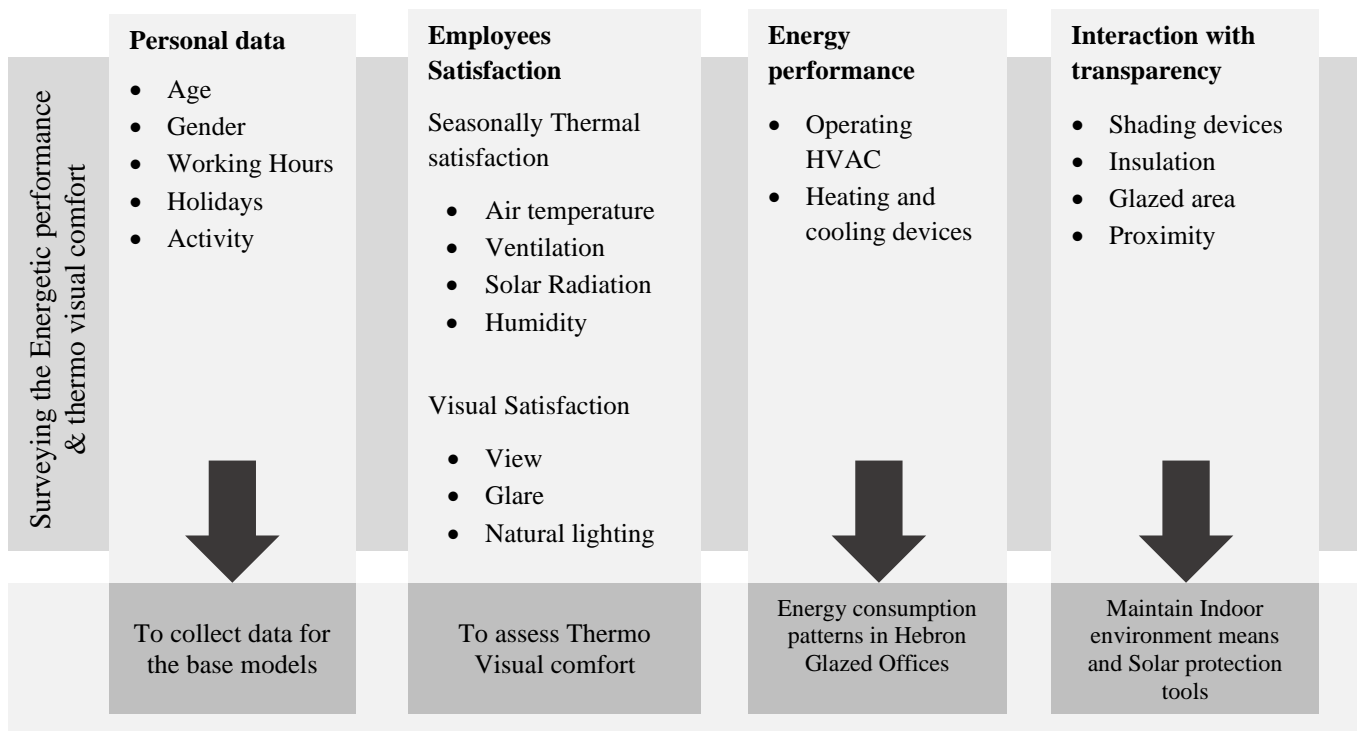 Surveying the Energetic performance
& thermo visual comfort
Personal data
• Age
• Gender
• Working Hours
• Holidays
• Activity
To collect data for
the base models
Employees
Satisfaction
Seasonally Thermal
satisfaction
• Air temperature
• Ventilation
• Solar Radiation
• Humidity
Visual Satisfaction
• View
• Glare
• Natural lighting
To assess Thermo
Visual comfort
Energy
performance
• Operating
HVAC
• Heating and
cooling devices
Energy consumption
patterns in Hebron
Glazed Offices
Interaction with
transparency
• Shading devices
• Insulation
• Glazed area
• Proximity
Maintain Indoor
environment means
and Solar protection
tools